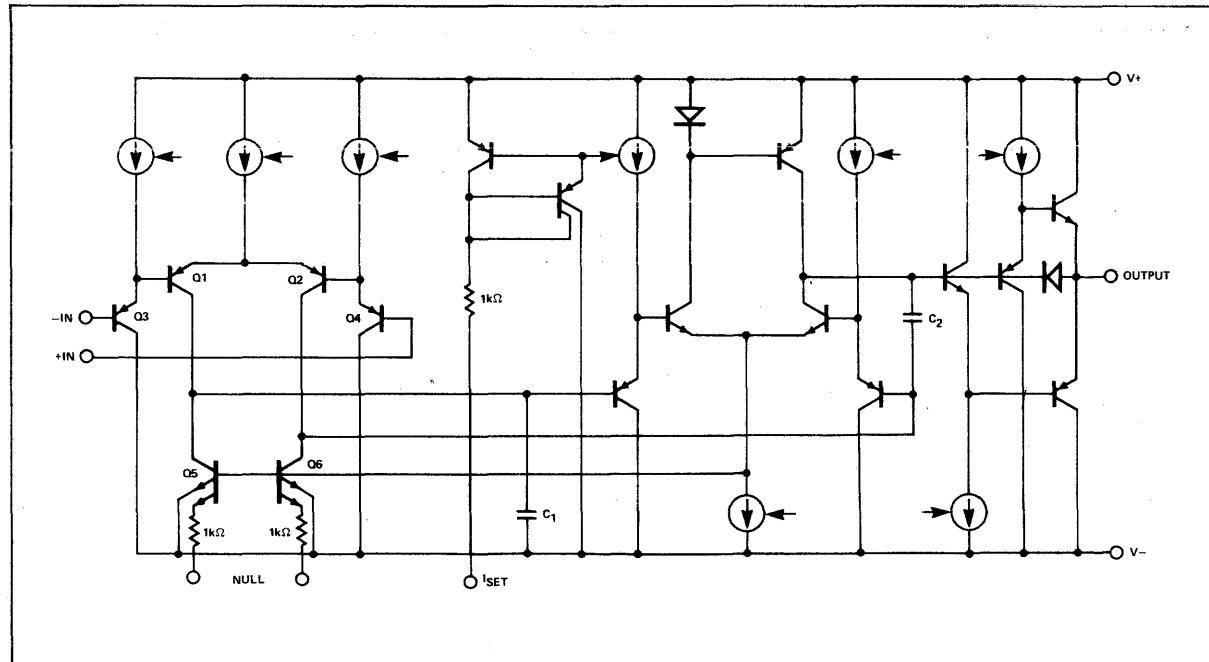 V+
Q1
Q2
1kΩ
OUTPUT
–IN
Q3
Q4
C2
+IN
Q5
Q6
C1
1kΩ
1kΩ
V–
NULL
ISET